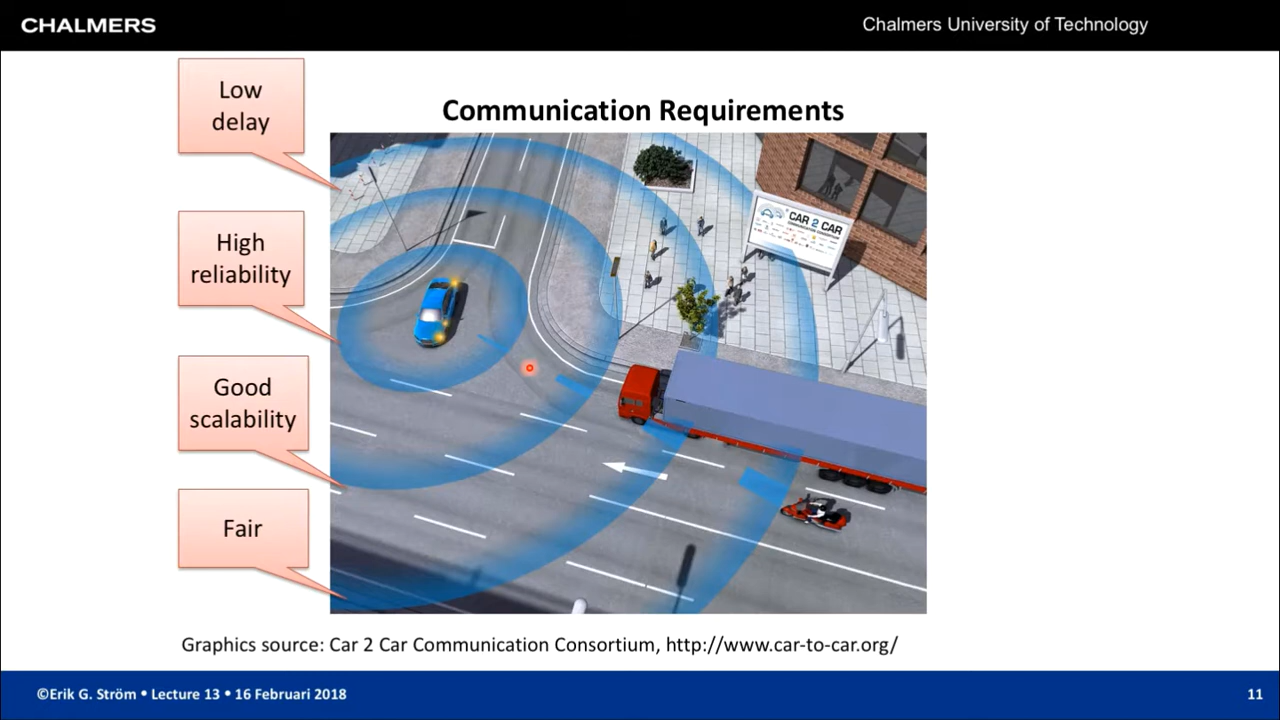 CHALMERS
Chalmers University of Technology
Communication Requirements
Low
delay
High
reliability
Good
scalability
Fair
CAR 2 CAR
Graphics source: Car 2 Car Communication Consortium, http://www.car-to-car.org/
©Erik G. Ström • Lecture 13 • 16 Februari 2018
11